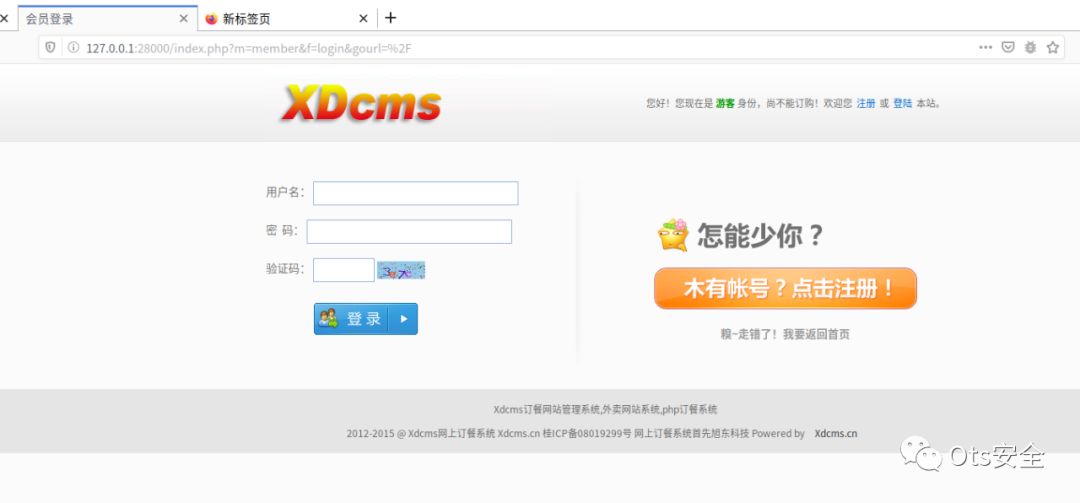 会员登录 新标签页
127.0.0.1:28000/index.php?m=member&f=login&gourl=%2F
XDcms
您好！您现在是 游客 身份，尚不能订购！欢迎您 注册 或 登陆 本站。
用户名：
密 码：
验证码：
登 录
怎能少你？
木有帐号？点击注册！
糗~走错了！我要返回首页
Xdcms订餐网站管理系统,外卖网站系统,php订餐系统
2012-2015 @ Xdcms网上订餐系统 Xdcms.cn 桂ICP备08019299号 网上订餐系统首先旭东科技 Powered by Xdcms.cn
Ots安全